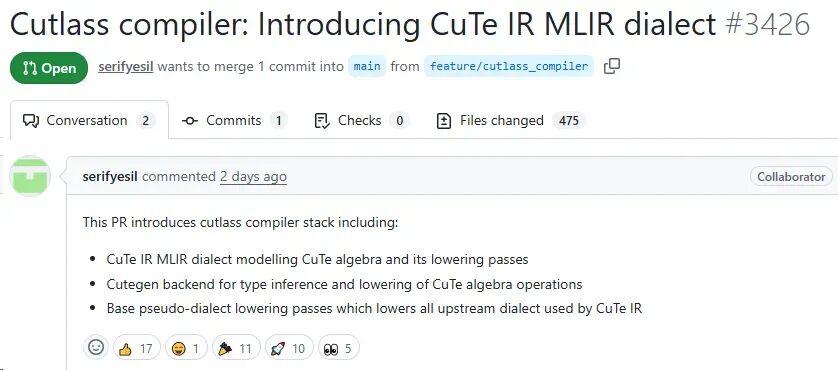 Cutlass compiler: Introducing CuTe IR MLIR dialect #3426
Open serifyesil wants to merge 1 commit into main from feature/cutlass_compiler
Conversation 2 Commits 1 Checks 0 Files changed 475
serifyesil commented 2 days ago Collaborator
This PR introduces cutlass compiler stack including:
• CuTe IR MLIR dialect modelling CuTe algebra and its lowering passes
• Cutegen backend for type inference and lowering of CuTe algebra operations
• Base pseudo-dialect lowering passes which lowers all upstream dialect used by CuTe IR
17 1 11 10 5